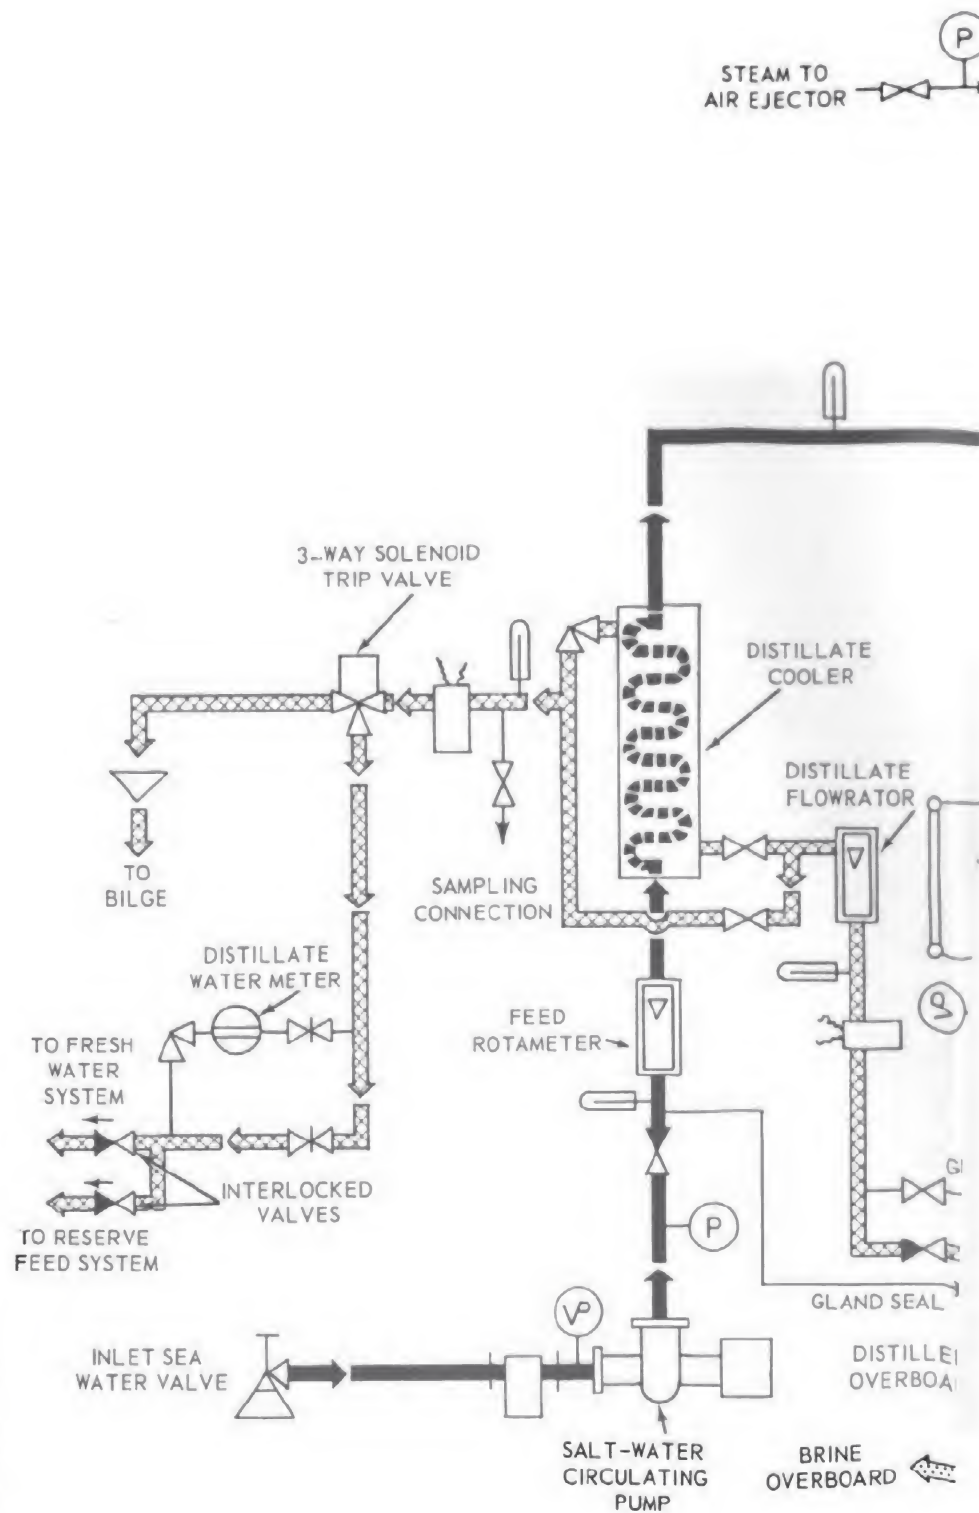 P
STEAM TO
AIR EJECTOR
3-WAY SOLENOID
TRIP VALVE
DISTILLATE
COOLER
DISTILLATE
FLOWRATOR
TO
BILGE
SAMPLING
CONNECTION
DISTILLATE
WATER METER
FEED
ROTAMETER
TO FRESH
WATER
SYSTEM
INTERLOCKED
VALVES
TO RESERVE
FEED SYSTEM
P
GLAND SEAL
VP
INLET SEA
WATER VALVE
SALT-WATER
CIRCULATING
PUMP
BRINE
OVERBOARD